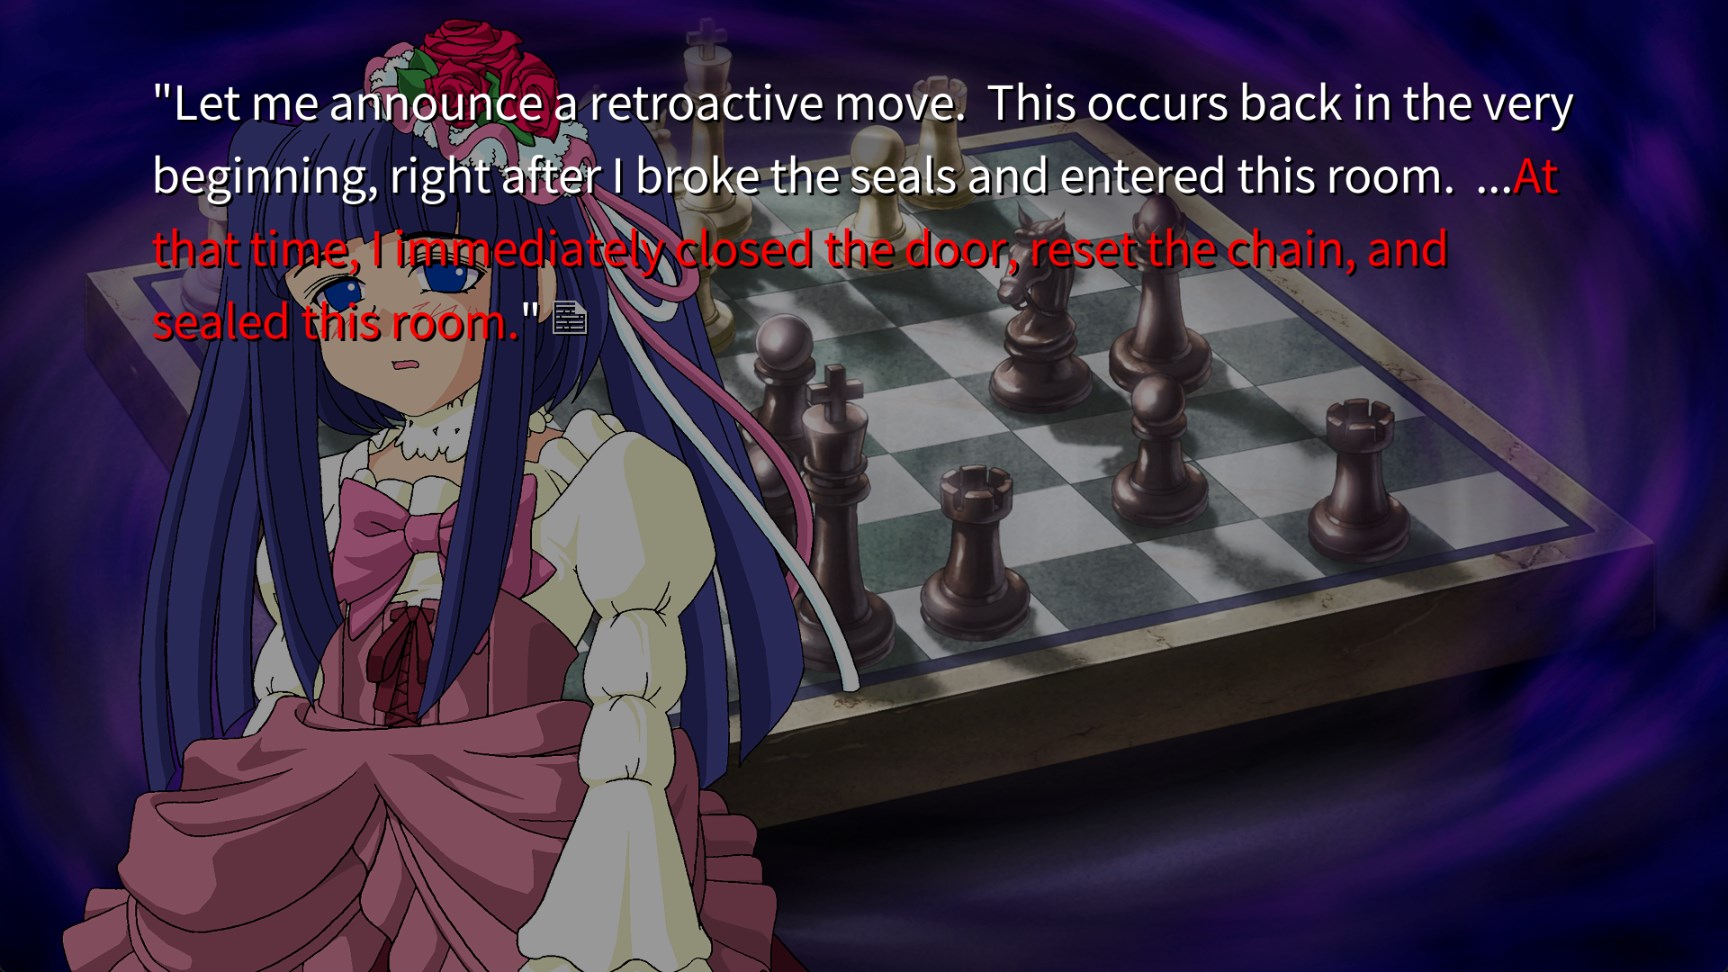 "Let me announce a retroactive move.  This occurs back in the very
beginning, right after I broke the seals and entered this room.  ...At
that time, I immediately closed the door, reset the chain, and
sealed this room."